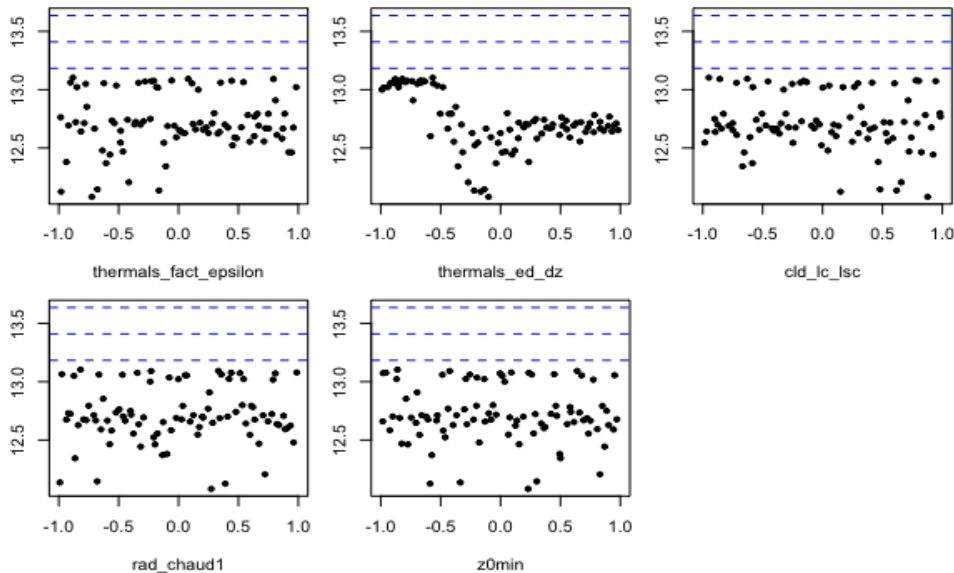 13.5 13.5 13.5
13.0 13.0 13.0
12.5 12.5 12.5
-1.0 -0.5 0.0 0.5 1.0 -1.0 -0.5 0.0 0.5 1.0 -1.0 -0.5 0.0 0.5 1.0
thermals_fact_epsilon thermals_ed_dz cld_lc_lsc
13.5 13.5
13.0 13.0
12.5 12.5
-1.0 -0.5 0.0 0.5 1.0 -1.0 -0.5 0.0 0.5 1.0
rad_chaud1 z0min